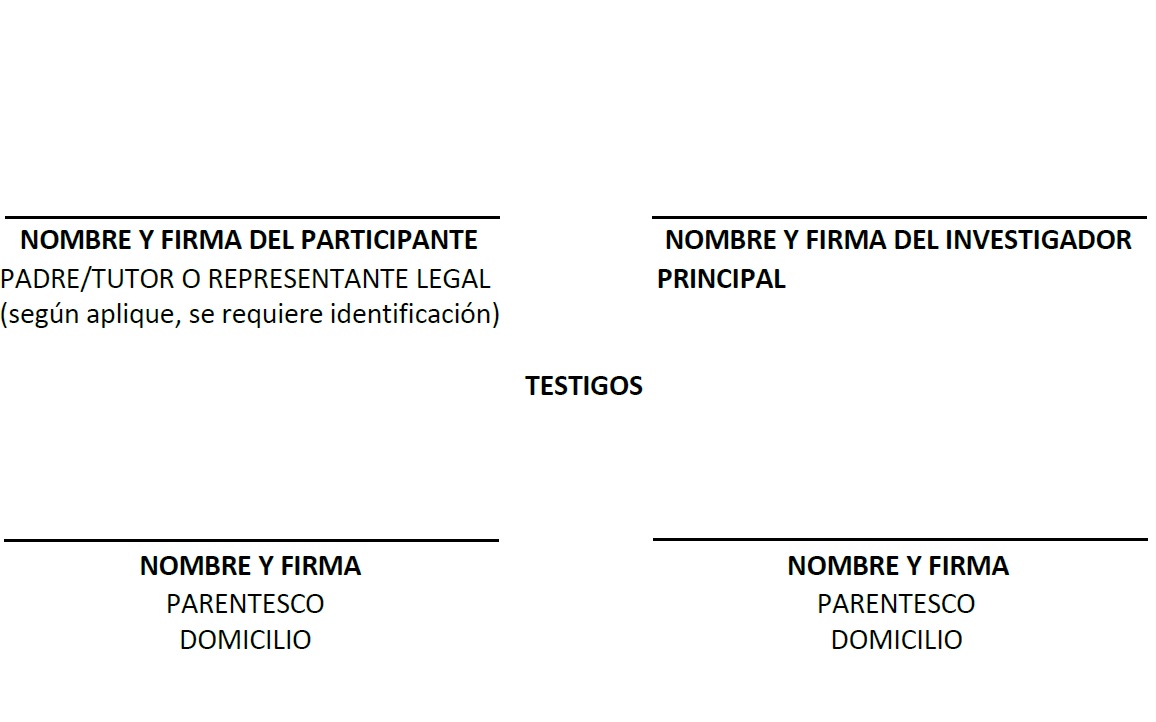 NOMBRE Y FIRMA DEL PARTICIPANTE
PADRE/TUTOR O REPRESENTANTE LEGAL
(según aplique, se requiere identificación)
NOMBRE Y FIRMA DEL INVESTIGADOR
PRINCIPAL
TESTIGOS
NOMBRE Y FIRMA
PARENTESCO
DOMICILIO
NOMBRE Y FIRMA
PARENTESCO
DOMICILIO